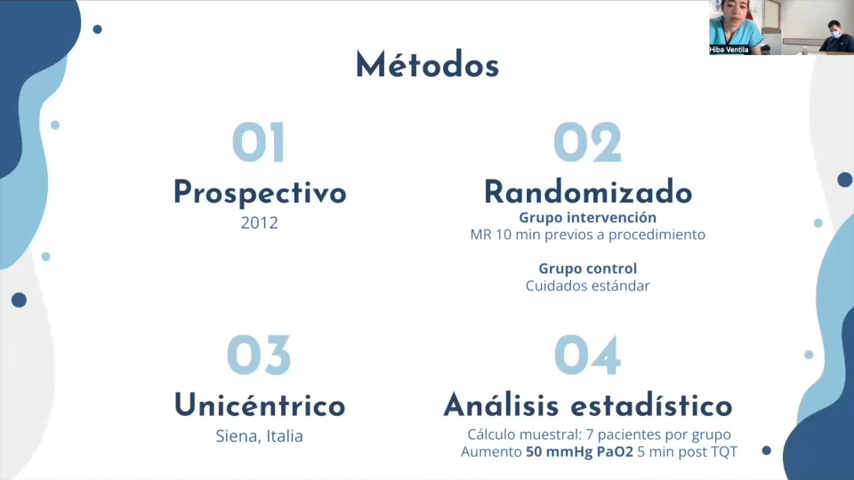 Hiba Ventila
Métodos
01
Prospectivo
2012
02
Randomizado
Grupo intervención
MR 10 min previos a procedimiento
Grupo control
Cuidados estándar
03
Unicéntrico
Siena, Italia
04
Análisis estadístico
Cálculo muestral: 7 pacientes por grupo
Aumento 50 mmHg PaO2 5 min post TQT